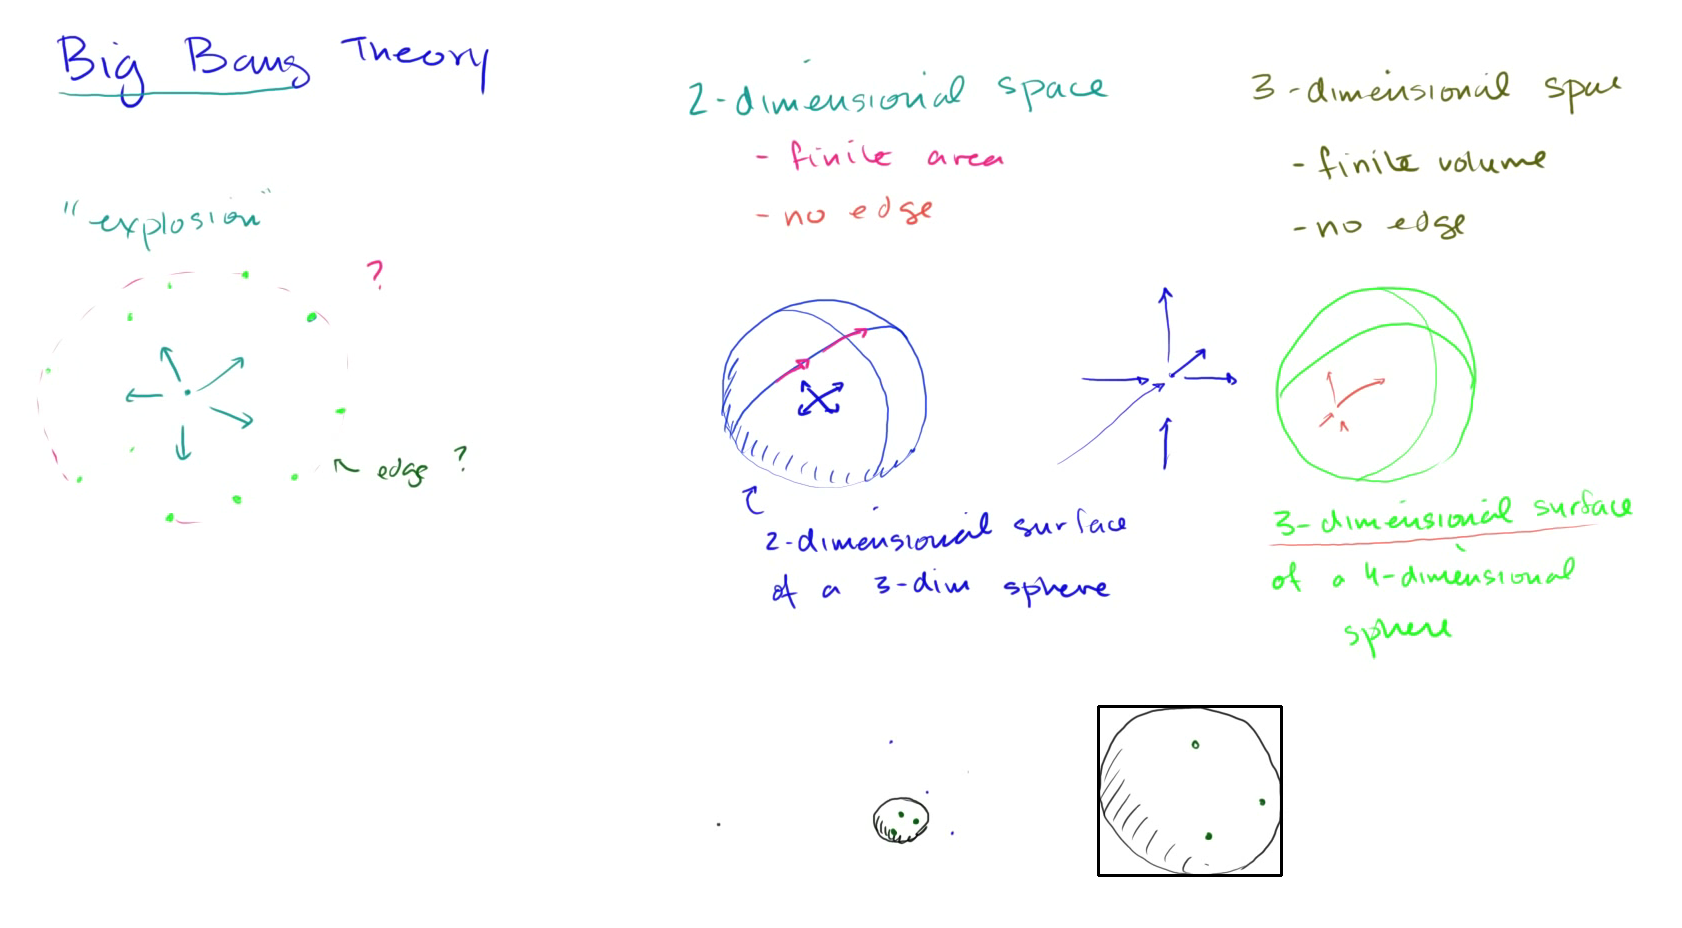 Big Bang Theory
"explosion"
?
edge ?
2-dimensional space
- finite area
- no edge
2-dimensional surface
of a 3-dim sphere
3-dimensional space
- finite volume
- no edge
3-dimensional surface
of a 4-dimensional
sphere